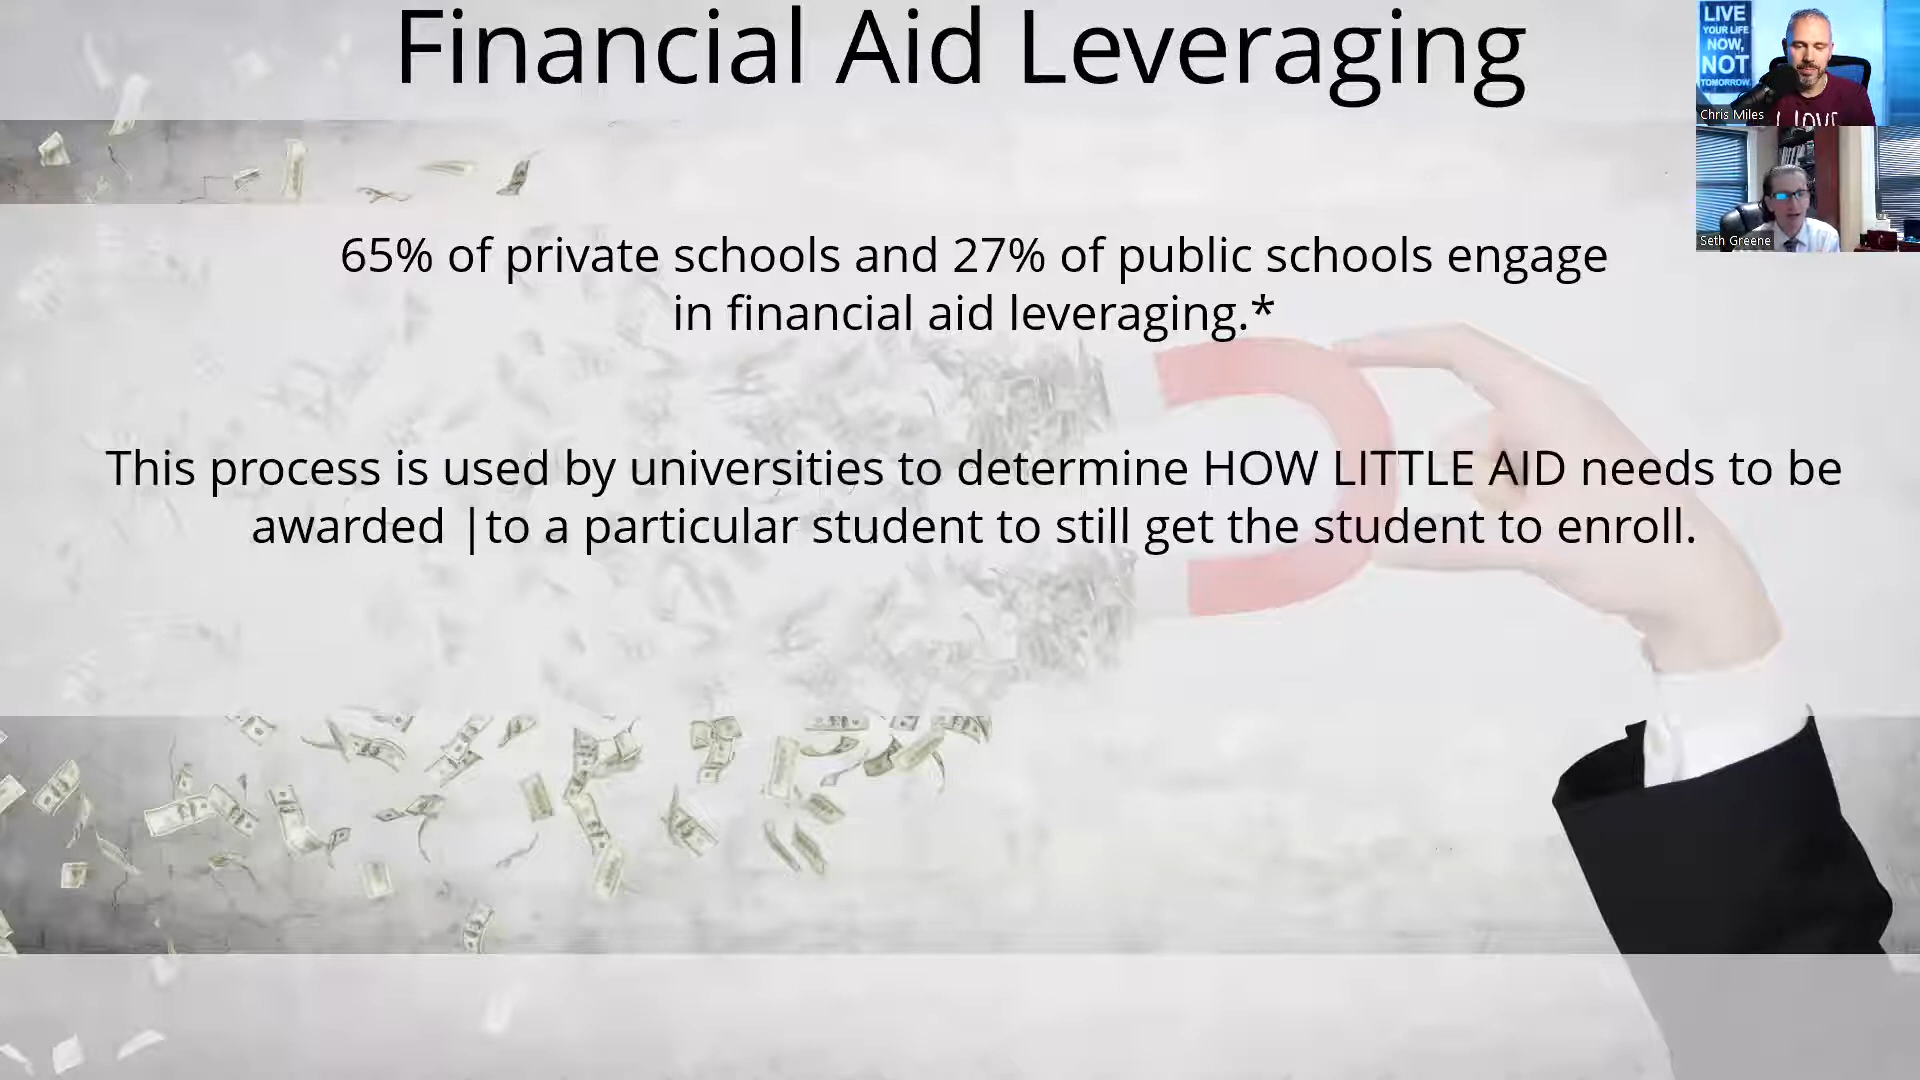 Financial Aid Leveraging
LIVE
YOUR LIFE
NOW,
NOT
TOMORROW
I LOVE
Chris Miles
Seth Greene
65% of private schools and 27% of public schools engage
in financial aid leveraging.*
This process is used by universities to determine HOW LITTLE AID needs to be
awarded |to a particular student to still get the student to enroll.